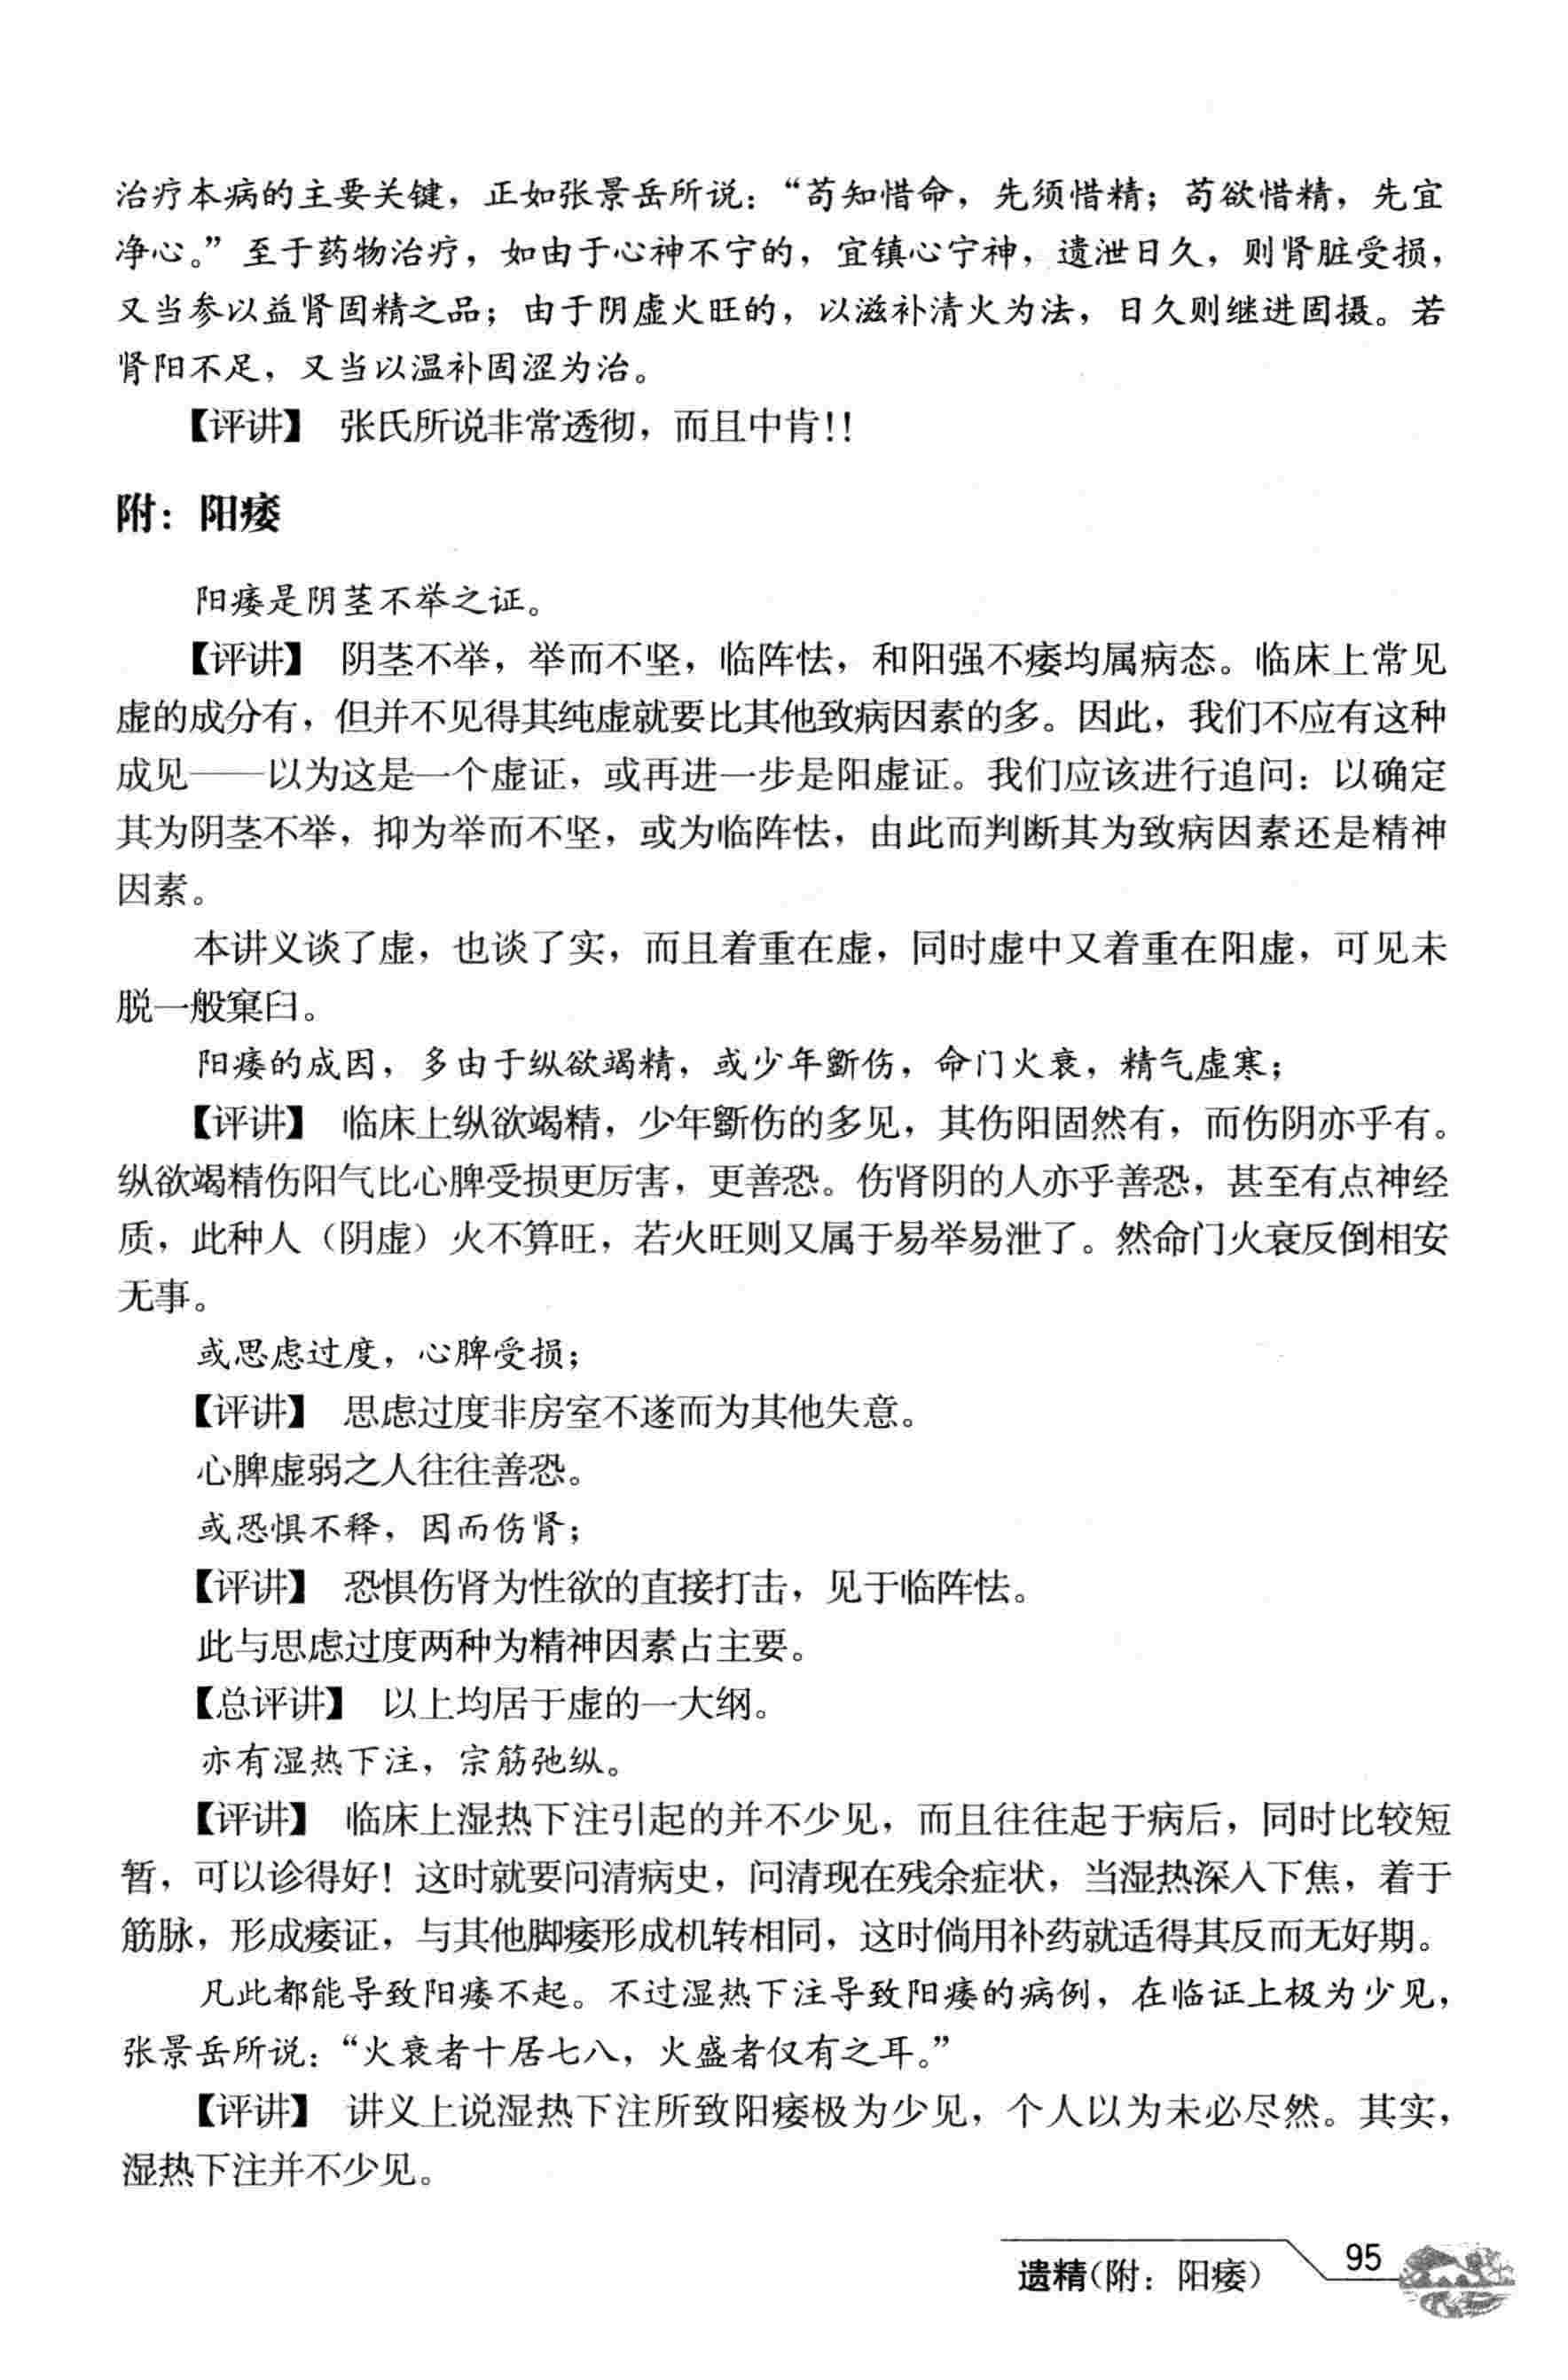 治疗本病的主要关键，正如张景岳所说：“苟知惜命，先须惜精；苟欲惜精，先宜
净心。”至于药物治疗，如由于心神不宁的，宜镇心宁神，遗泄日久，则肾脏受损，
又当参以益肾固精之品；由于阴虚火旺的，以滋补清火为法，日久则继进固摄。若
肾阳不足，又当以温补固涩为治。
【评讲】 张氏所说非常透彻，而且中肯！！
附：阳痿
阳痿是阴茎不举之证。
【评讲】 阴茎不举，举而不坚，临阵怯，和阳强不痿均属病态。临床上常见
虚的成分有，但并不见得其纯虚就要比其他致病因素的多。因此，我们不应有这种
成见——以为这是一个虚证，或再进一步是阳虚证。我们应该进行追问：以确定
其为阴茎不举，抑为举而不坚，或为临阵怯，由此而判断其为致病因素还是精神
因素。
本讲义谈了虚，也谈了实，而且着重在虚，同时虚中又着重在阳虚，可见未
脱一般窠臼。
阳痿的成因，多由于纵欲竭精，或少年斵伤，命门火衰，精气虚寒；
【评讲】 临床上纵欲竭精，少年斵伤的多见，其伤阳固然有，而伤阴亦乎有。
纵欲竭精伤阳气比心脾受损更厉害，更善恐。伤肾阴的人亦乎善恐，甚至有点神经
质，此种人（阴虚）火不算旺，若火旺则又属于易举易泄了。然命门火衰反倒相安
无事。
或思虑过度，心脾受损；
【评讲】 思虑过度非房室不遂而为其他失意。
心脾虚弱之人往往善恐。
或恐惧不释，因而伤肾；
【评讲】 恐惧伤肾为性欲的直接打击，见于临阵怯。
此与思虑过度两种为精神因素占主要。
【总评讲】 以上均居于虚的一大纲。
亦有湿热下注，宗筋弛纵。
【评讲】 临床上湿热下注引起的并不少见，而且往往起于病后，同时比较短
暂，可以诊得好！这时就要问清病史，问清现在残余症状，当湿热深入下焦，着于
筋脉，形成痿证，与其他脚痿形成机转相同，这时倘用补药就适得其反而无好期。
凡此都能导致阳痿不起。不过湿热下注导致阳痿的病例，在临证上极为少见，
张景岳所说：“火衰者十居七八，火盛者仅有之耳。”
【评讲】 讲义上说湿热下注所致阳痿极为少见，个人以为未必尽然。其实，
湿热下注并不少见。
遗精（附：阳痿） 95